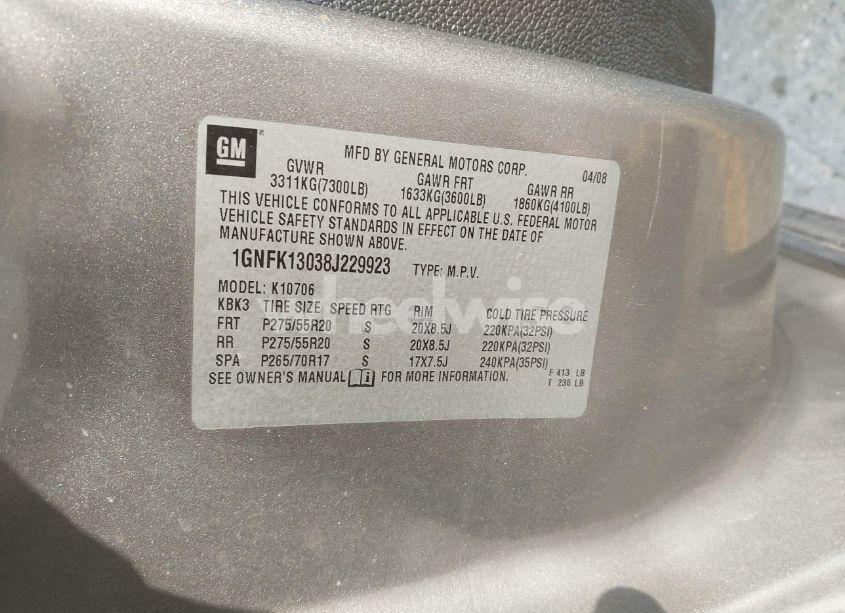 GM
MFD BY GENERAL MOTORS CORP.
04/08
GVWR GAWR FRT GAWR RR
3311KG(7300LB) 1633KG(3600LB) 1860KG(4100LB)
THIS VEHICLE CONFORMS TO ALL APPLICABLE U.S. FEDERAL MOTOR
VEHICLE SAFETY STANDARDS IN EFFECT ON THE DATE OF
MANUFACTURE SHOWN ABOVE.
1GNFK13038J229923 TYPE: M.P.V.
MODEL: K10706
KBK3 TIRE SIZE SPEED RTG RIM COLD TIRE PRESSURE
FRT P275/55R20 S 20X8.5J 220KPA(32PSI)
RR P275/55R20 S 20X8.5J 220KPA(32PSI)
SPA P265/70R17 S 17X7.5J 240KPA(35PSI)
SEE OWNER'S MANUAL FOR MORE INFORMATION.
F 413 LB
T 235 LB
wheelwire